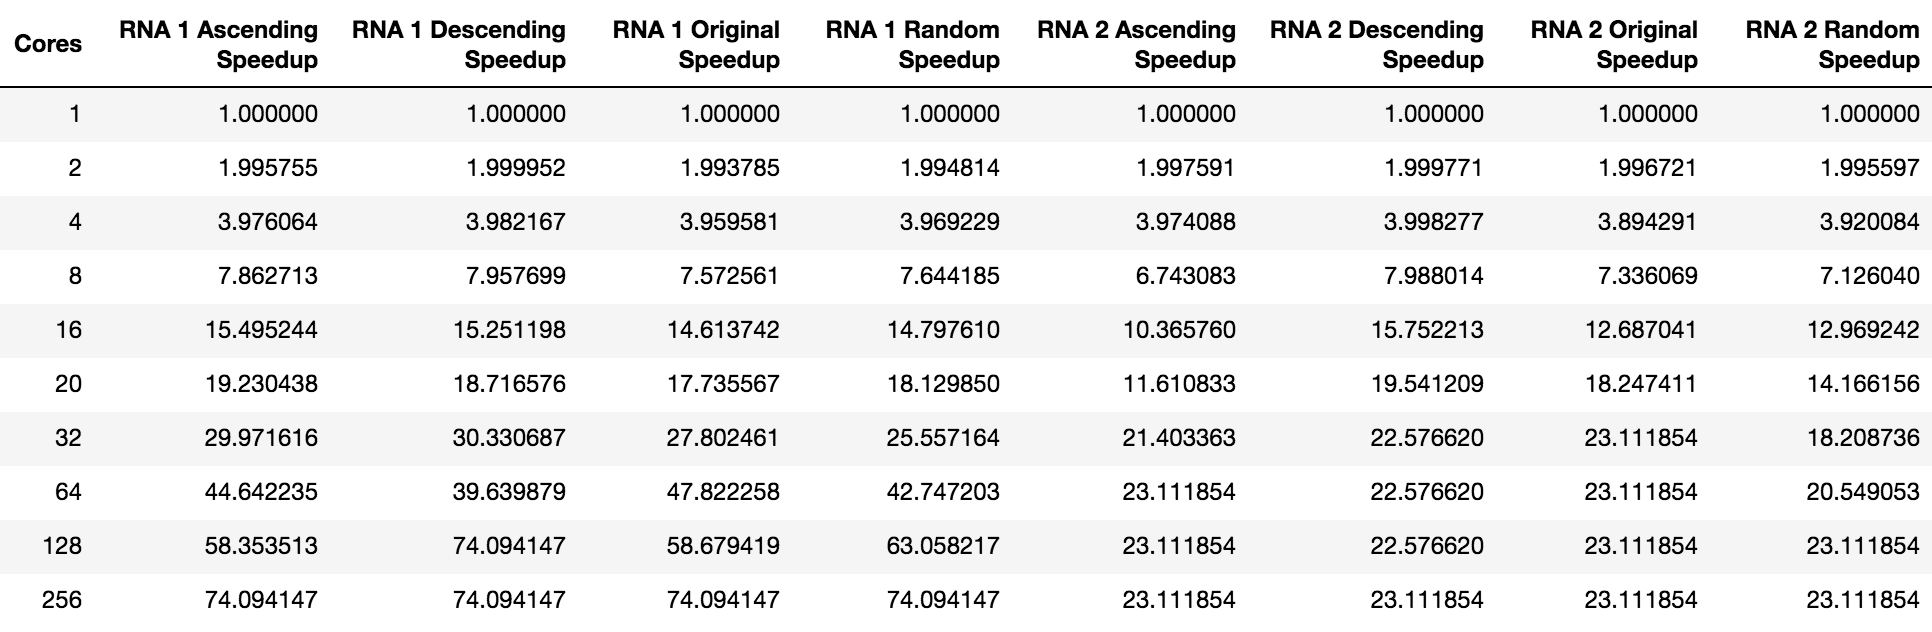 Cores RNA 1 Ascending Speedup RNA 1 Descending Speedup RNA 1 Original Speedup RNA 1 Random Speedup RNA 2 Ascending Speedup RNA 2 Descending Speedup RNA 2 Original Speedup RNA 2 Random Speedup
1 1.000000 1.000000 1.000000 1.000000 1.000000 1.000000 1.000000 1.000000
2 1.995755 1.999952 1.993785 1.994814 1.997591 1.999771 1.996721 1.995597
4 3.976064 3.982167 3.959581 3.969229 3.974088 3.998277 3.894291 3.920084
8 7.862713 7.957699 7.572561 7.644185 6.743083 7.988014 7.336069 7.126040
16 15.495244 15.251198 14.613742 14.797610 10.365760 15.752213 12.687041 12.969242
20 19.230438 18.716576 17.735567 18.129850 11.610833 19.541209 18.247411 14.166156
32 29.971616 30.330687 27.802461 25.557164 21.403363 22.576620 23.111854 18.208736
64 44.642235 39.639879 47.822258 42.747203 23.111854 22.576620 23.111854 20.549053
128 58.353513 74.094147 58.679419 63.058217 23.111854 22.576620 23.111854 23.111854
256 74.094147 74.094147 74.094147 74.094147 23.111854 23.111854 23.111854 23.111854